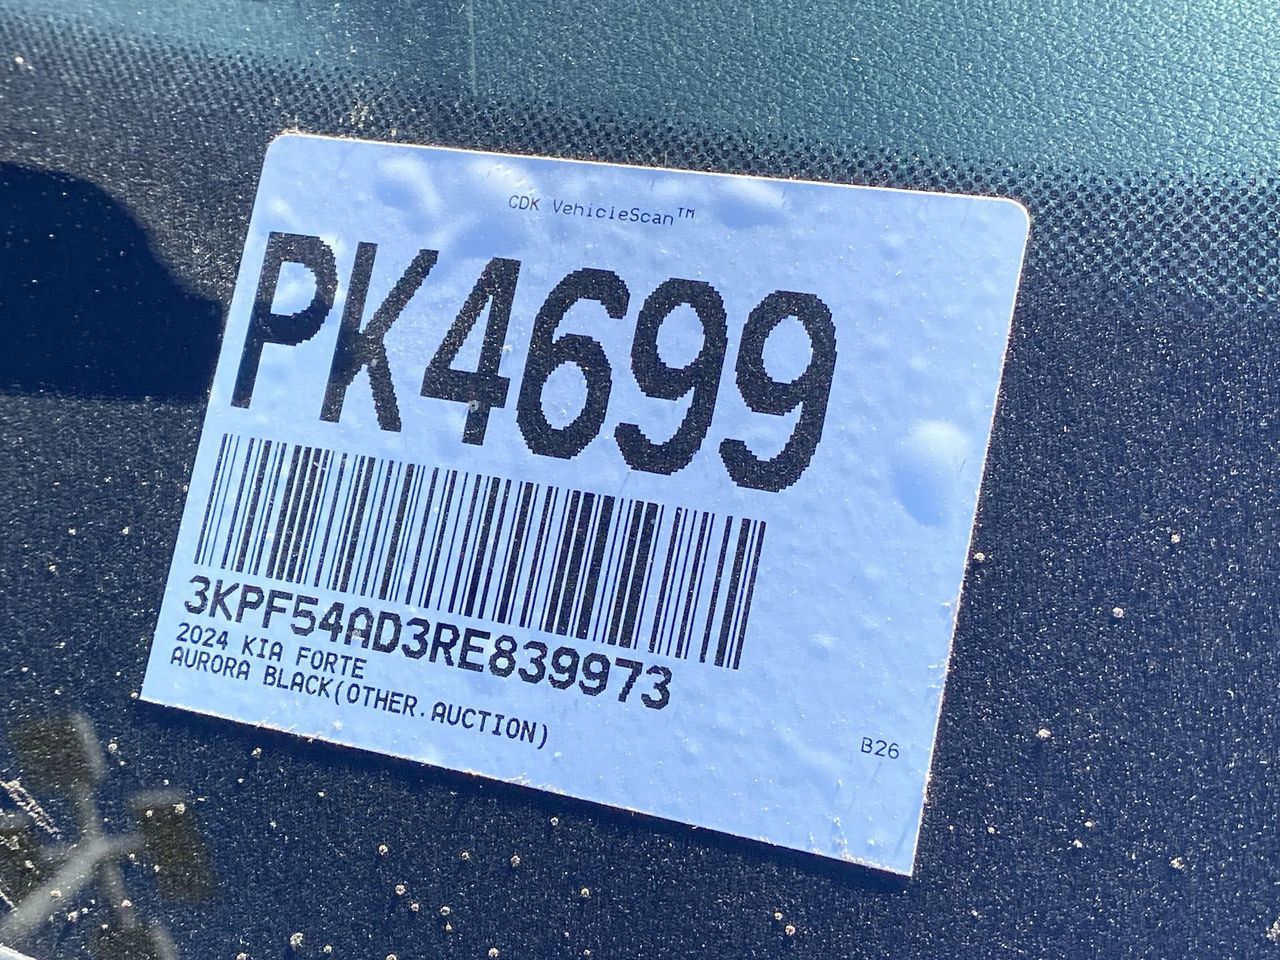 CDK VehicleScan™
PK4699
3KPF54AD3RE839973
2024 KIA FORTE
AURORA BLACK(OTHER.AUCTION)
B26